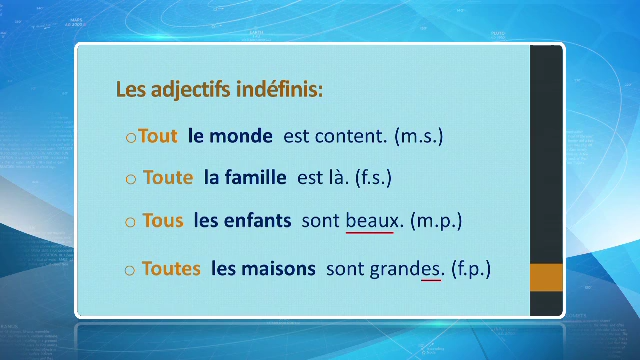 Les adjectifs indéfinis:
Tout le monde est content. (m.s.)
Toute la famille est là. (f.s.)
Tous les enfants sont beaux. (m.p.)
Toutes les maisons sont grandes. (f.p.)